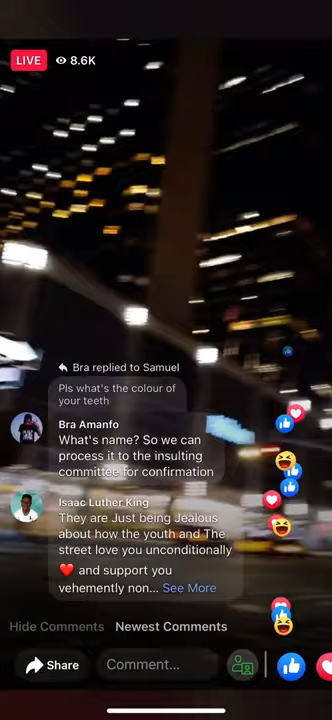 LIVE 8.6K
Bra replied to Samuel
Pls what's the colour of
your teeth
Bra Amanfo
What's name? So we can
process it to the insulting
committee for confirmation
Isaac Luther King
They are Just being Jealous
about how the youth and The
street love you unconditionally
❤️ and support you
vehemently non... See More
Hide Comments Newest Comments
Share Comment...